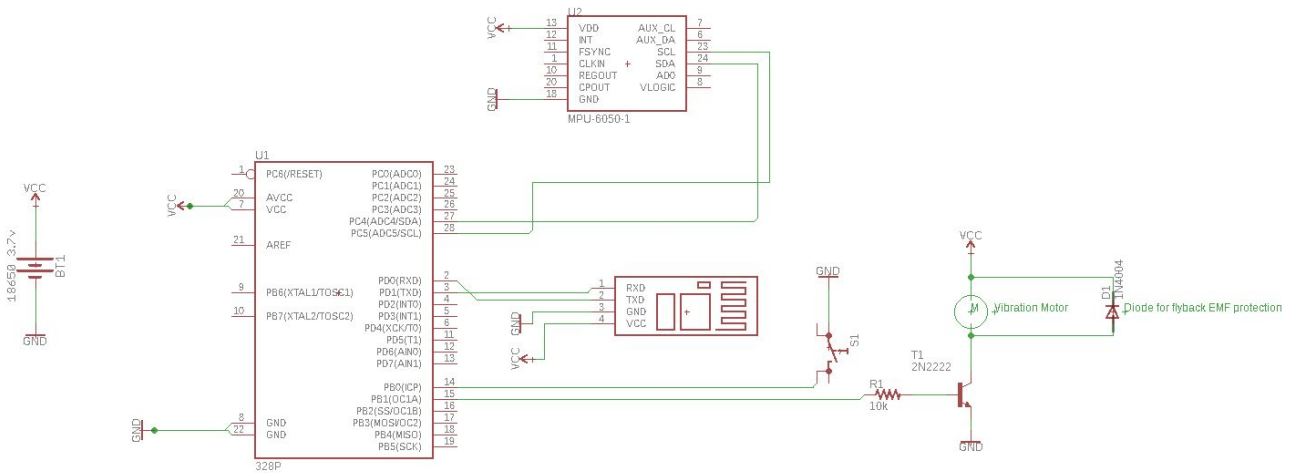 U2
VCC
13 VDD AUX_CL 7
12 INT AUX_DA 6
11 FSYNC SCL 23
1 CLKIN SDA 24
10 REGOUT AD0 9
20 CPOUT VLOGIC 8
18 GND
GND
MPU-6050-1
U1
1 PC6(/RESET) PC0(ADC0) 23
PC1(ADC1) 24
20 AVCC PC2(ADC2) 25
7 VCC PC3(ADC3) 26
VCC
PC4(ADC4/SDA) 27
PC5(ADC5/SCL) 28
21 AREF
PD0(RXD) 2
9 PB6(XTAL1/TOSC1) PD1(TXD) 3
PD2(INT0) 4
10 PB7(XTAL2/TOSC2) PD3(INT1) 5
PD4(XCK/T0) 6
PD5(T1) 11
PD6(AIN0) 12
PD7(AIN1) 13
PB0(ICP) 14
PB1(OC1A) 15
PB2(SS/OC1B) 16
8 GND PB3(MOSI/OC2) 17
22 GND PB4(MISO) 18
PB5(SCK) 19
GND
328P
VCC
18650 3.7v
BT1
GND
1 RXD
2 TXD
3 GND
4 VCC
GND
VCC
GND
S1
R1
10k
T1
2N2222
VCC
M
Vibration Motor
D1
1N4004
Diode for flyback EMF protection
GND